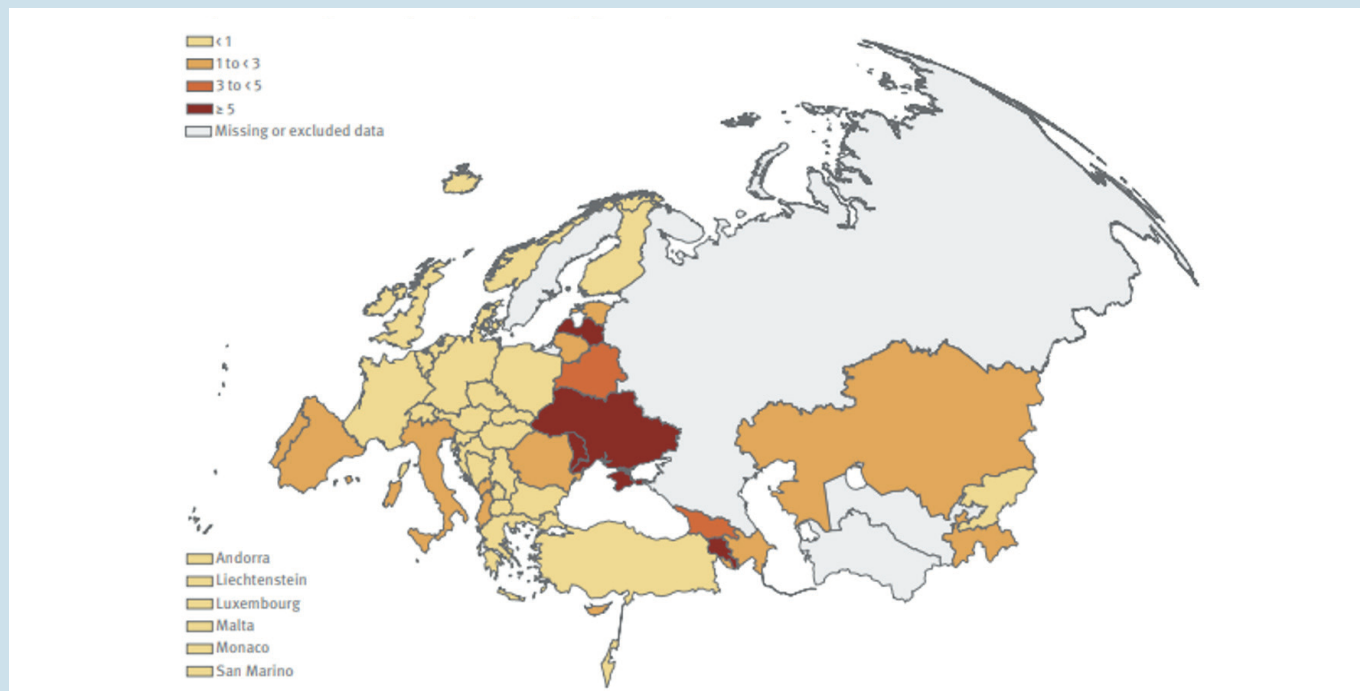 < 1
1 to < 3
3 to < 5
≥ 5
Missing or excluded data
Andorra
Liechtenstein
Luxembourg
Malta
Monaco
San Marino